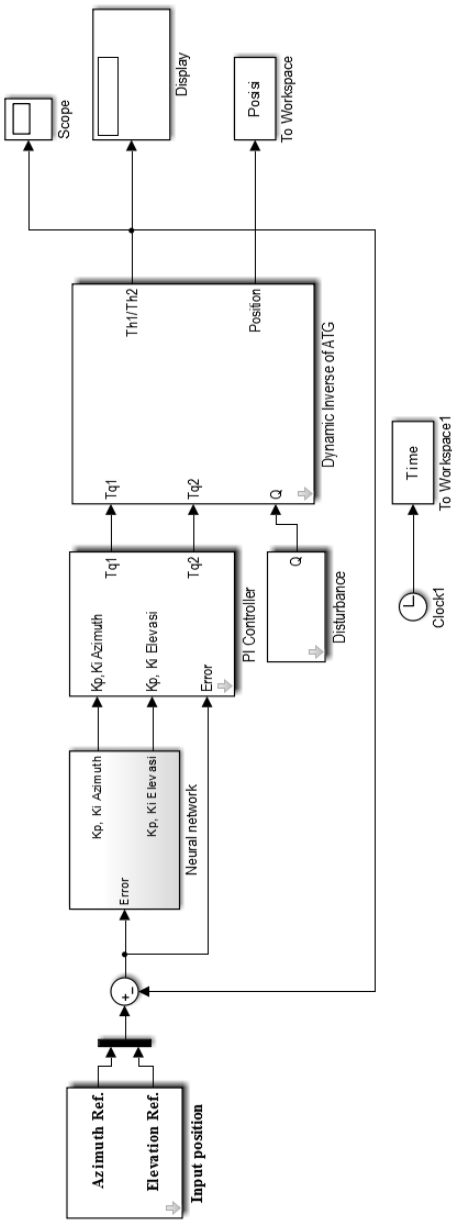 Azimuth Ref.
Elevation Ref.
Input position
+
−
Error
Kp, Ki Azimuth
Kp, Ki Elevasi
Neural network
Kp,Ki Azimuth
Kp, Ki Elevasi
Error
Tq1
Tq2
PI Controller
Q
Disturbance
Tq1
Tq2
Q
Th1/Th2
Position
Dynamic Inverse of ATG
Scope
Display
Posisi
To Workspace
Clock1
Time
To Workspace1